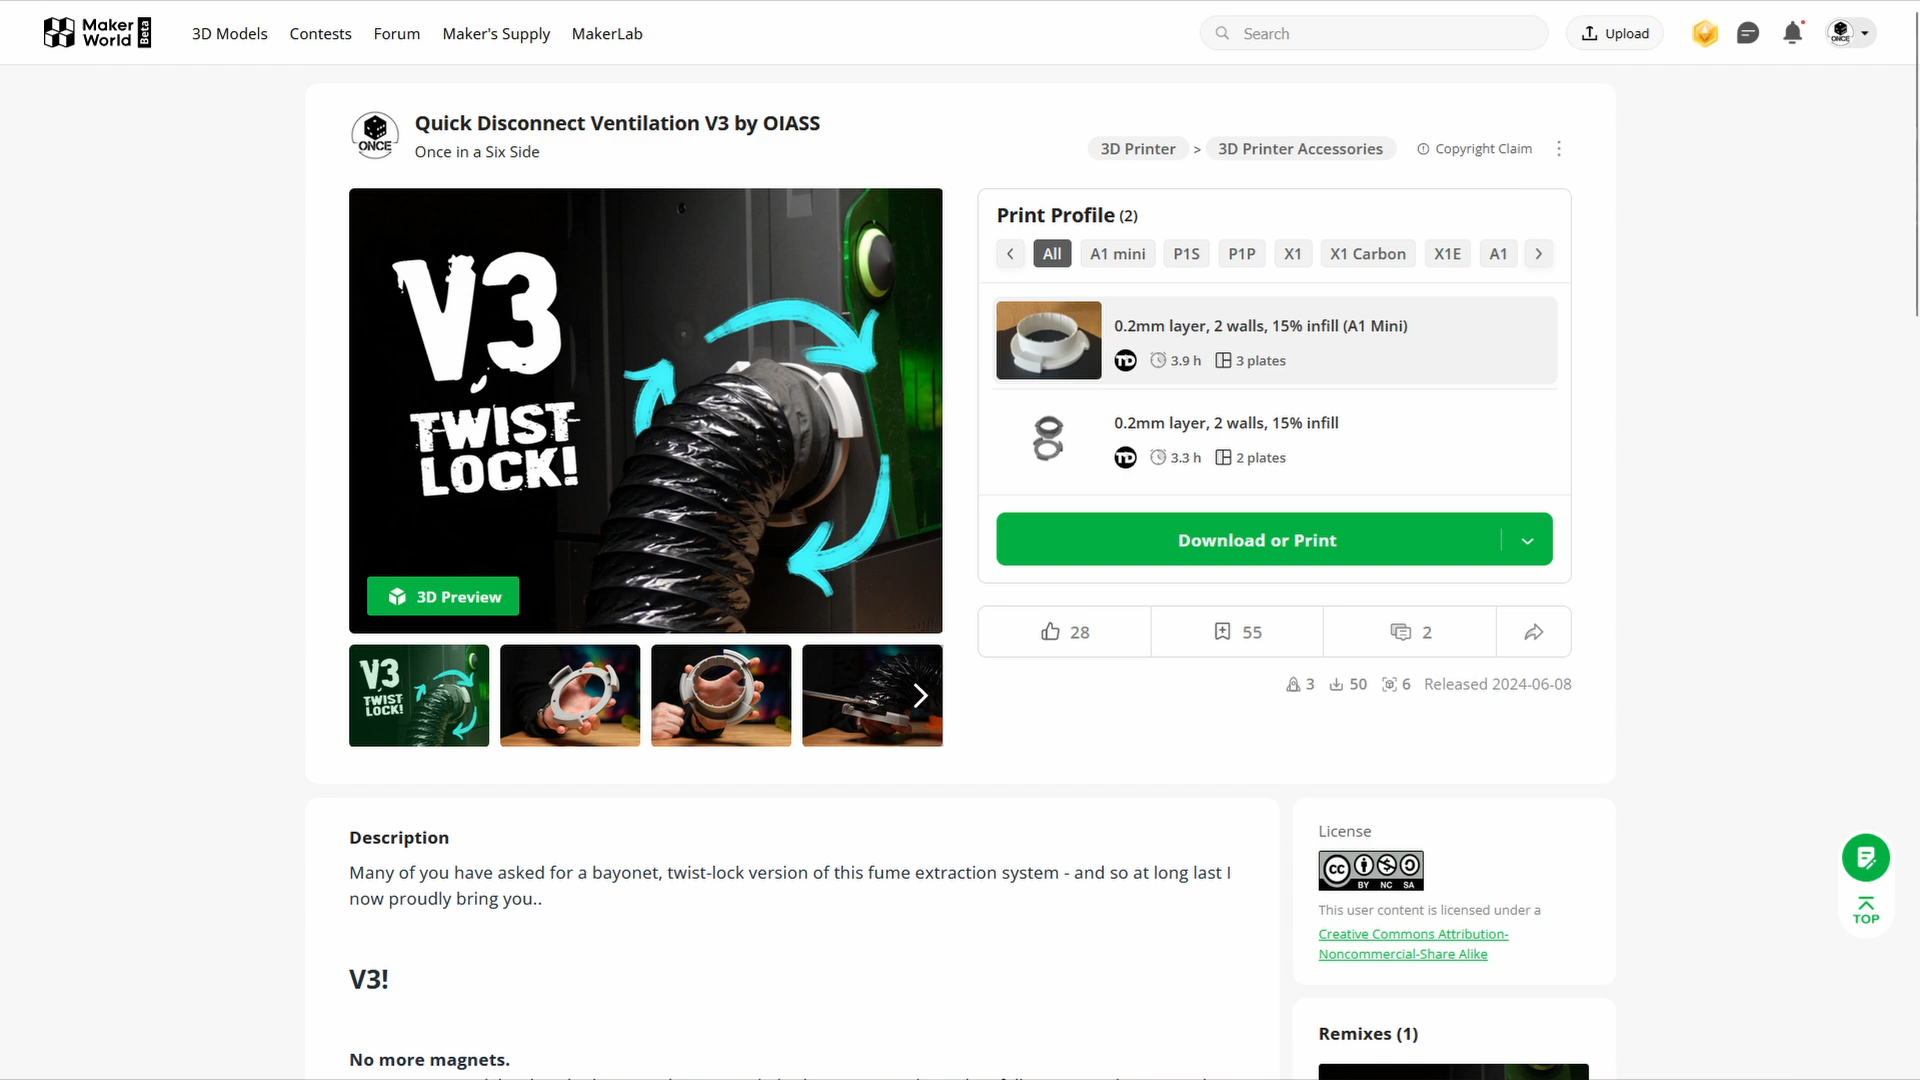 Maker World Beta
3D Models Contests Forum Maker's Supply MakerLab
Search
Upload
ONCE
ONCE
Quick Disconnect Ventilation V3 by OIASS
Once in a Six Side
3D Printer > 3D Printer Accessories
Copyright Claim
V3
TWIST
LOCK!
3D Preview
V3
TWIST
LOCK!
Print Profile (2)
All A1 mini P1S P1P X1 X1 Carbon X1E A1
0.2mm layer, 2 walls, 15% infill (A1 Mini)
TD 3.9 h 3 plates
0.2mm layer, 2 walls, 15% infill
TD 3.3 h 2 plates
Download or Print
28 55 2
3 50 6 Released 2024-06-08
Description
Many of you have asked for a bayonet, twist-lock version of this fume extraction system - and so at long last I
now proudly bring you..
V3!
No more magnets.
License
CC BY NC SA
This user content is licensed under a
Creative Commons Attribution-
Noncommercial-Share Alike
Remixes (1)
TOP